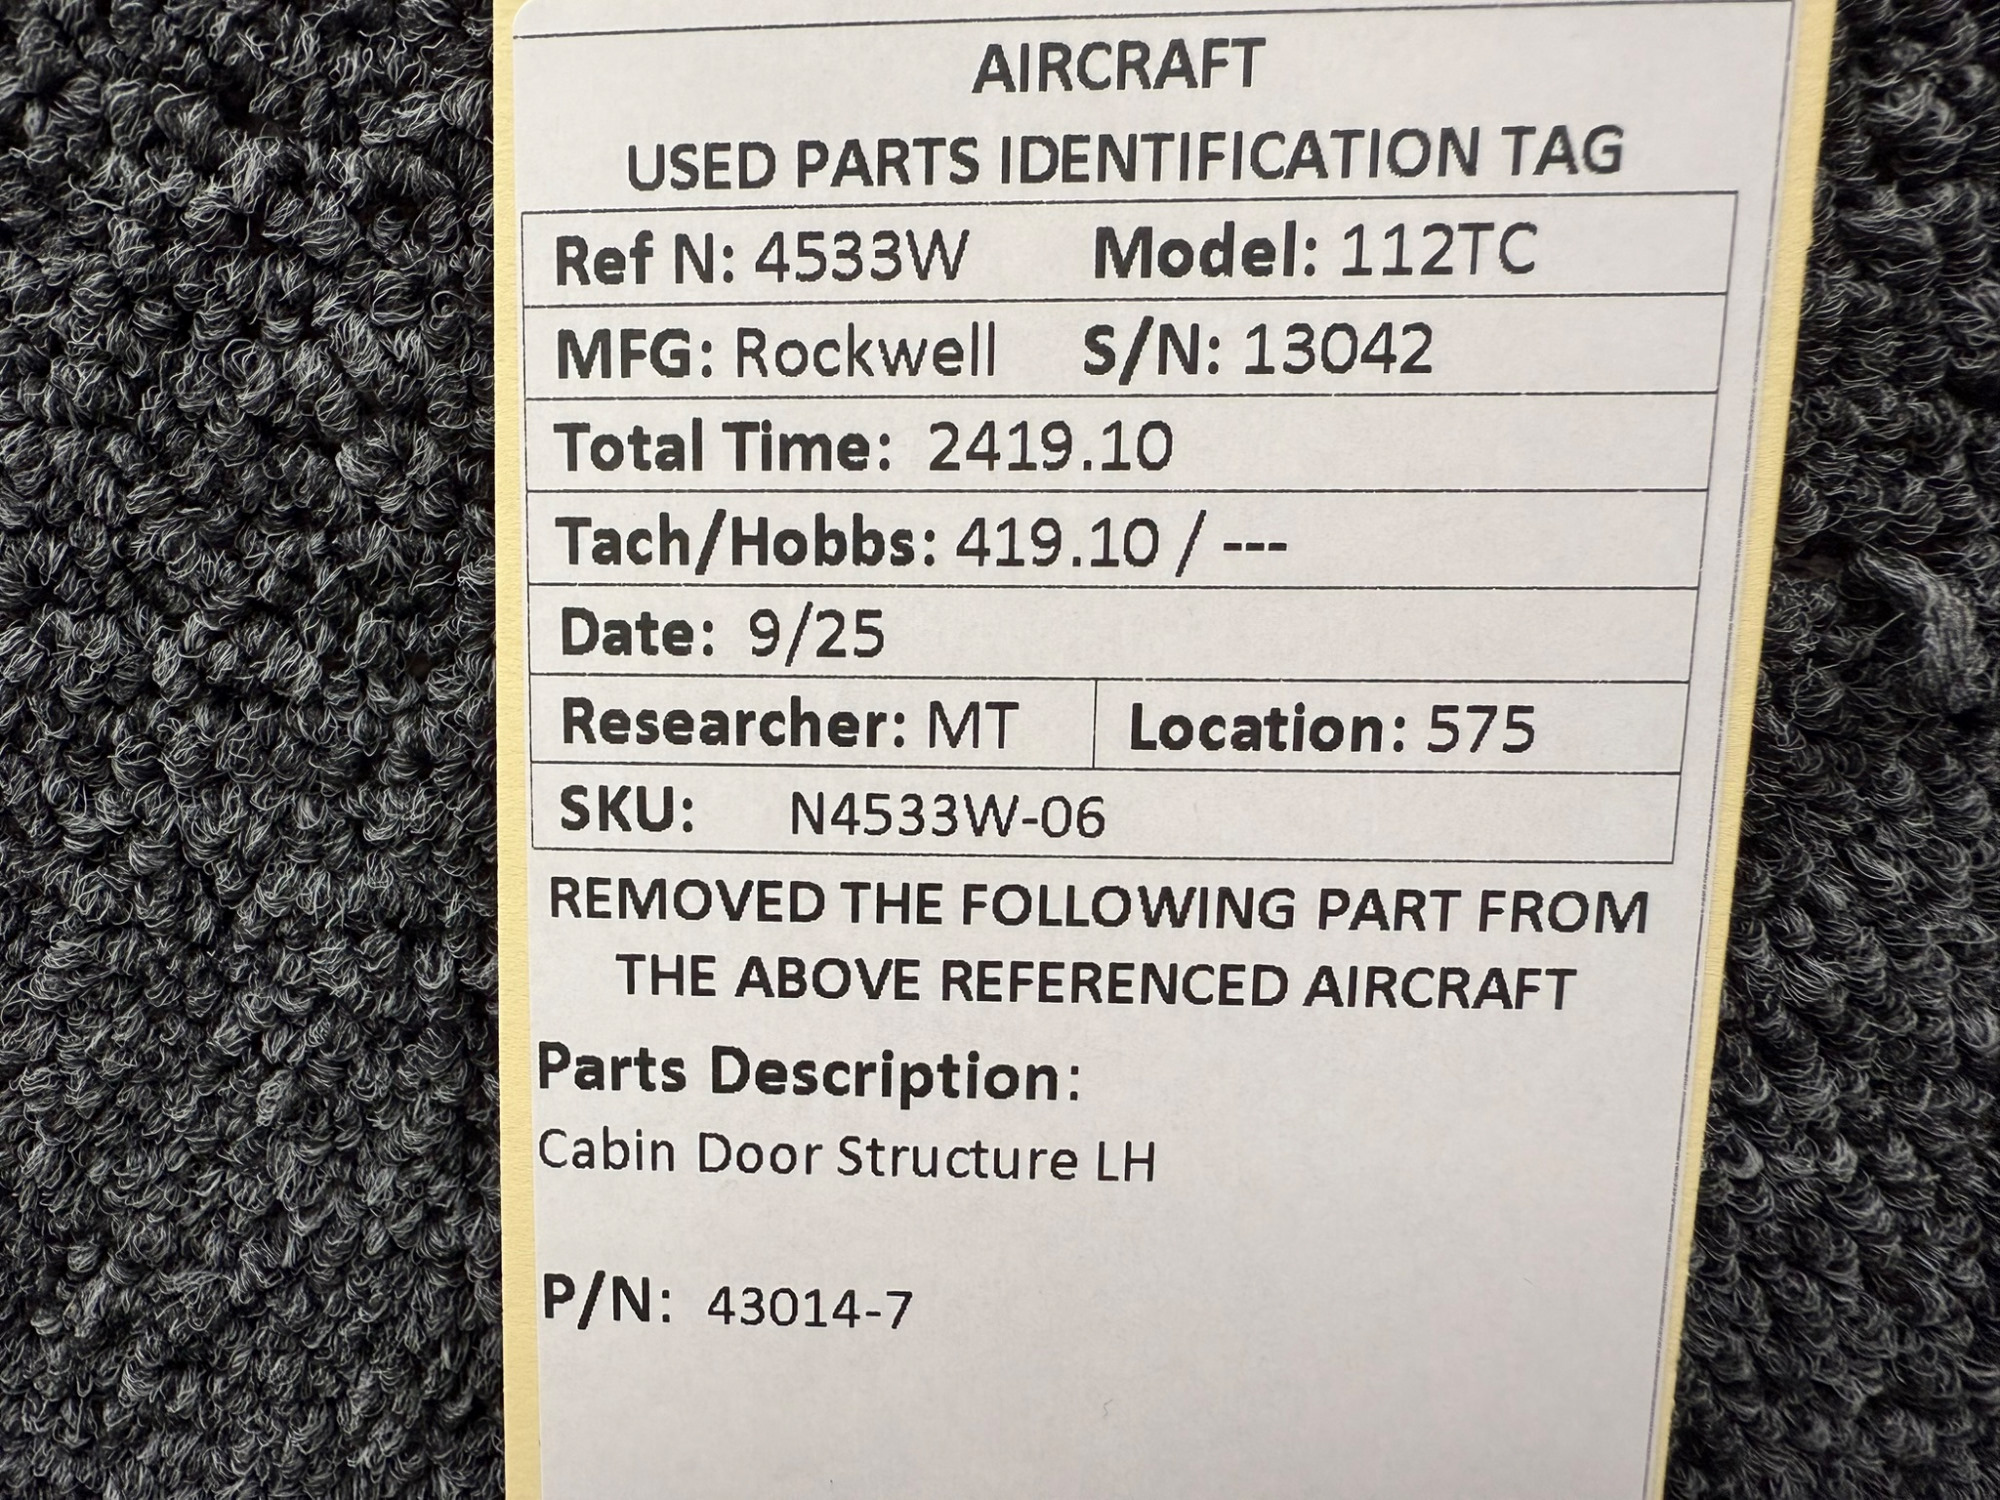 AIRCRAFT
USED PARTS IDENTIFICATION TAG
Ref N: 4533W Model: 112TC
MFG: Rockwell S/N: 13042
Total Time: 2419.10
Tach/Hobbs: 419.10 / ---
Date: 9/25
Researcher: MT Location: 575
SKU: N4533W-06
REMOVED THE FOLLOWING PART FROM
THE ABOVE REFERENCED AIRCRAFT
Parts Description:
Cabin Door Structure LH
P/N: 43014-7